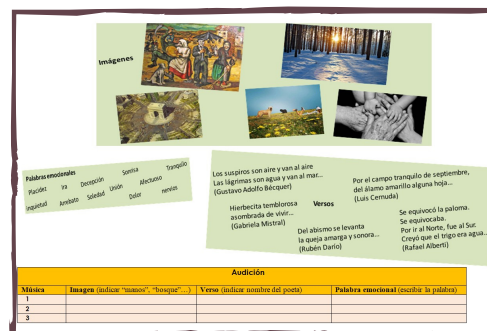 Imágenes
Palabras emocionales
Placidez Ira Decepción Sonrisa Tranquilo
Inquietud Arrebato Soledad Unión Afectuoso
Dolor nervios
Los suspiros son aire y van al aire
Las lágrimas son agua y van al mar...
(Gustavo Adolfo Bécquer)
Por el campo tranquilo de septiembre,
del álamo amarillo alguna hoja...
(Luis Cernuda)
Hierbecita temblorosa
asombrada de vivir...
(Gabriela Mistral)
Versos
Del abismo se levanta
la queja amarga y sonora...
(Rubén Darío)
Se equivocó la paloma.
Se equivocaba.
Por ir al Norte, fue al Sur.
Creyó que el trigo era agua...
(Rafael Alberti)
Audición
Música Imagen (indicar "manos", "bosque"...) Verso (indicar nombre del poeta) Palabra emocional (escribir la palabra)
1
2
3